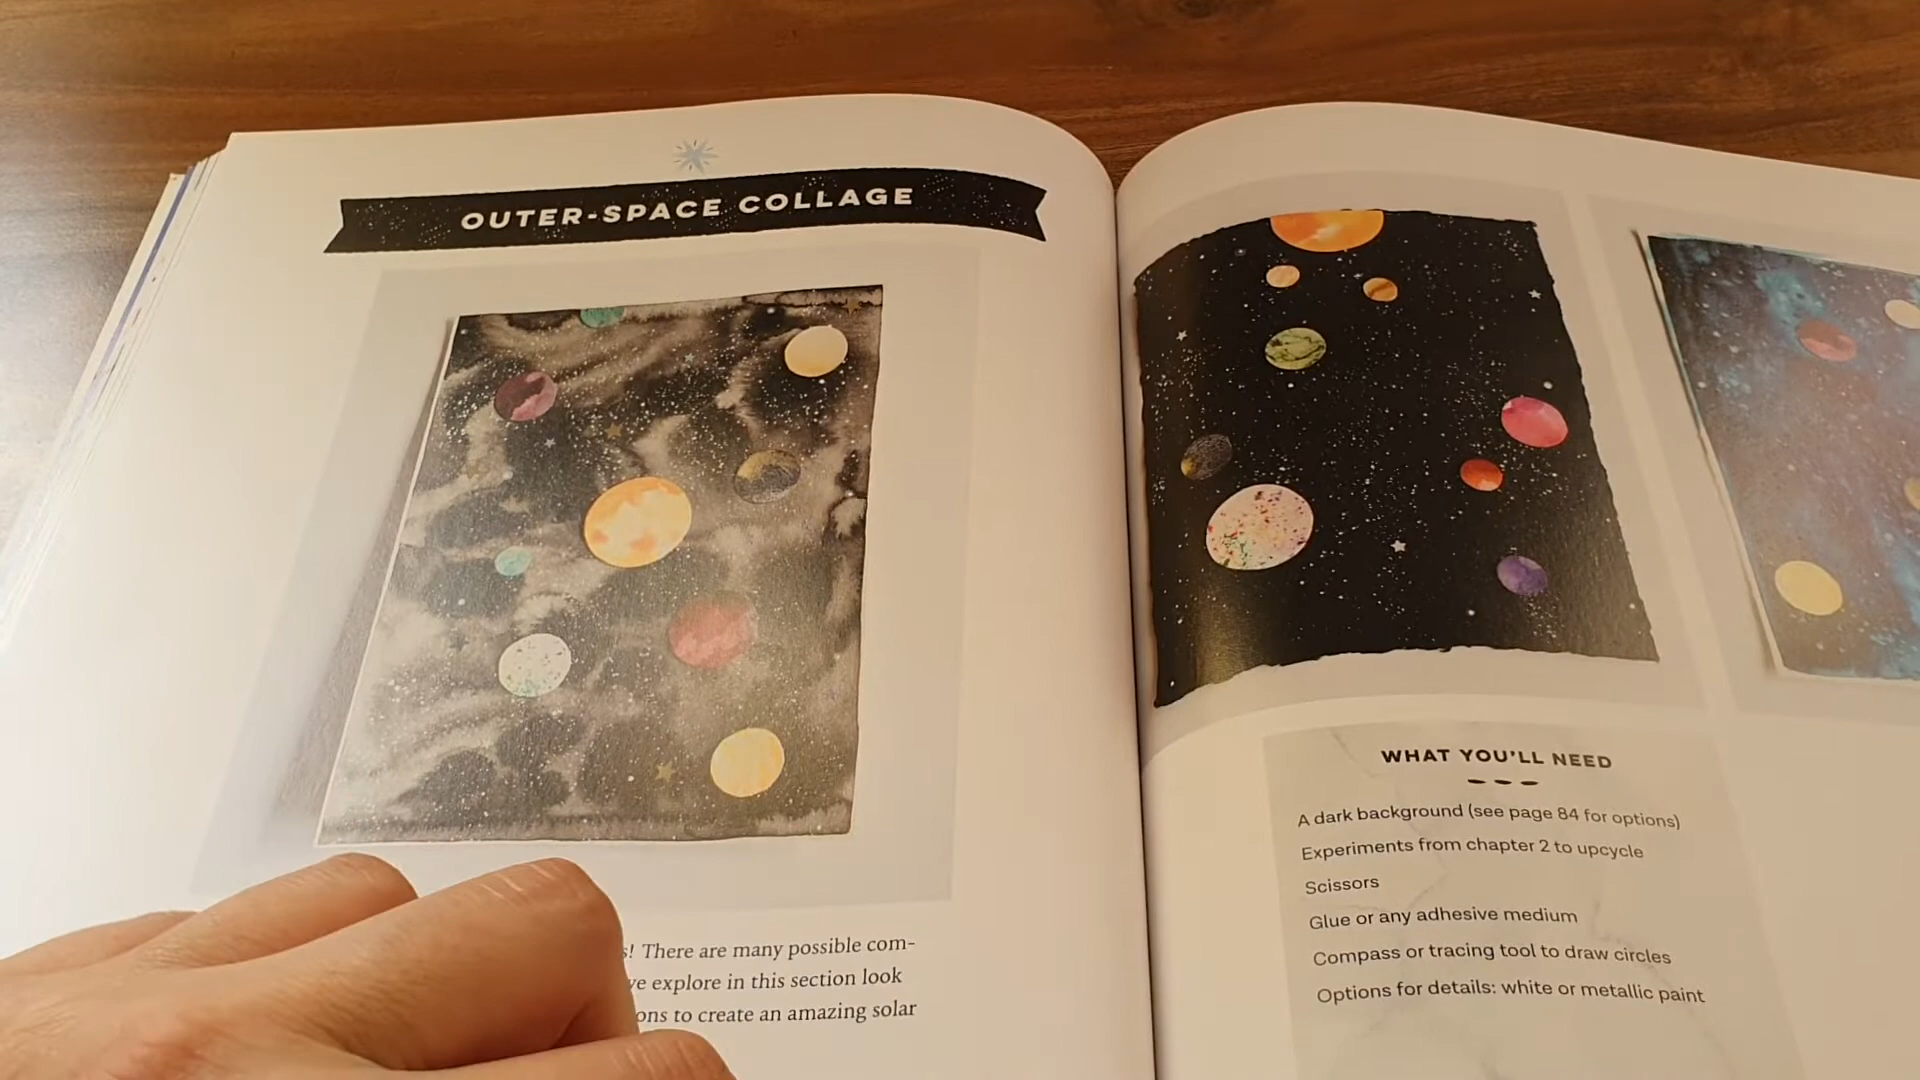 OUTER-SPACE COLLAGE
! There are many possible com-
explore in this section look
to create an amazing solar
WHAT YOU'LL NEED
A dark background (see page 84 for options)
Experiments from chapter 2 to upcycle
Scissors
Glue or any adhesive medium
Compass or tracing tool to draw circles
Options for details: white or metallic paint